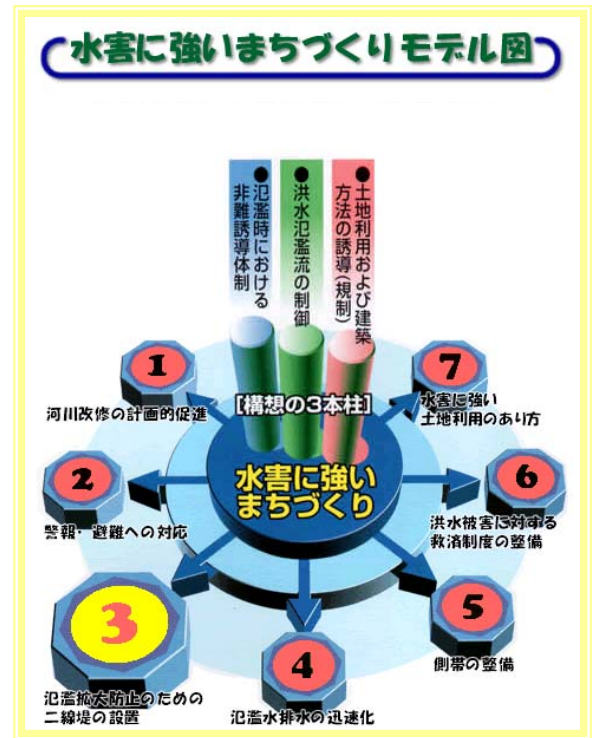 水害に強いまちづくりモデル図
●土地利用および建築
方法の誘導(規制)
●洪水氾濫流の制御
●氾濫時における
非難誘導体制
[構想の3本柱]
水害に強い
まちづくり
1
河川改修の計画的促進
2
警報・避難への対応
3
氾濫拡大防止のための
二線堤の設置
4
氾濫水排水の迅速化
5
側帯の整備
6
洪水被害に対する
救済制度の整備
7
水害に強い
土地利用のあり方